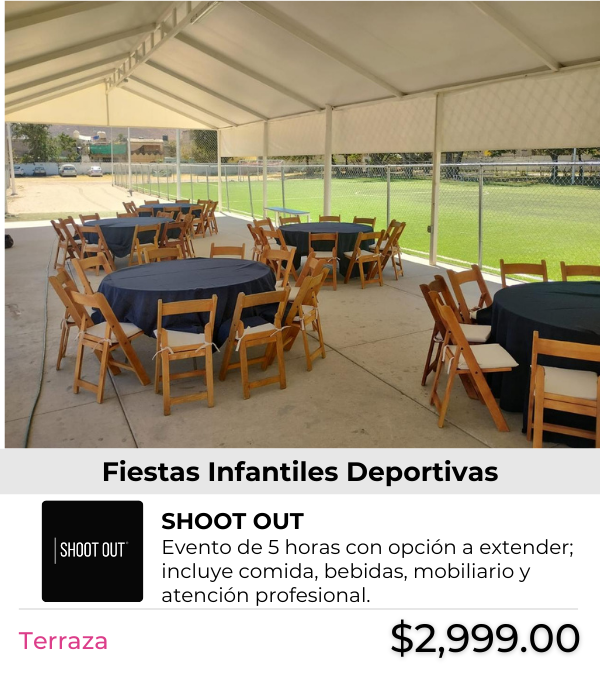 Fiestas Infantiles Deportivas
SHOOT OUT
SHOOT OUT
Evento de 5 horas con opción a extender;
incluye comida, bebidas, mobiliario y
atención profesional.
Terraza
$2,999.00